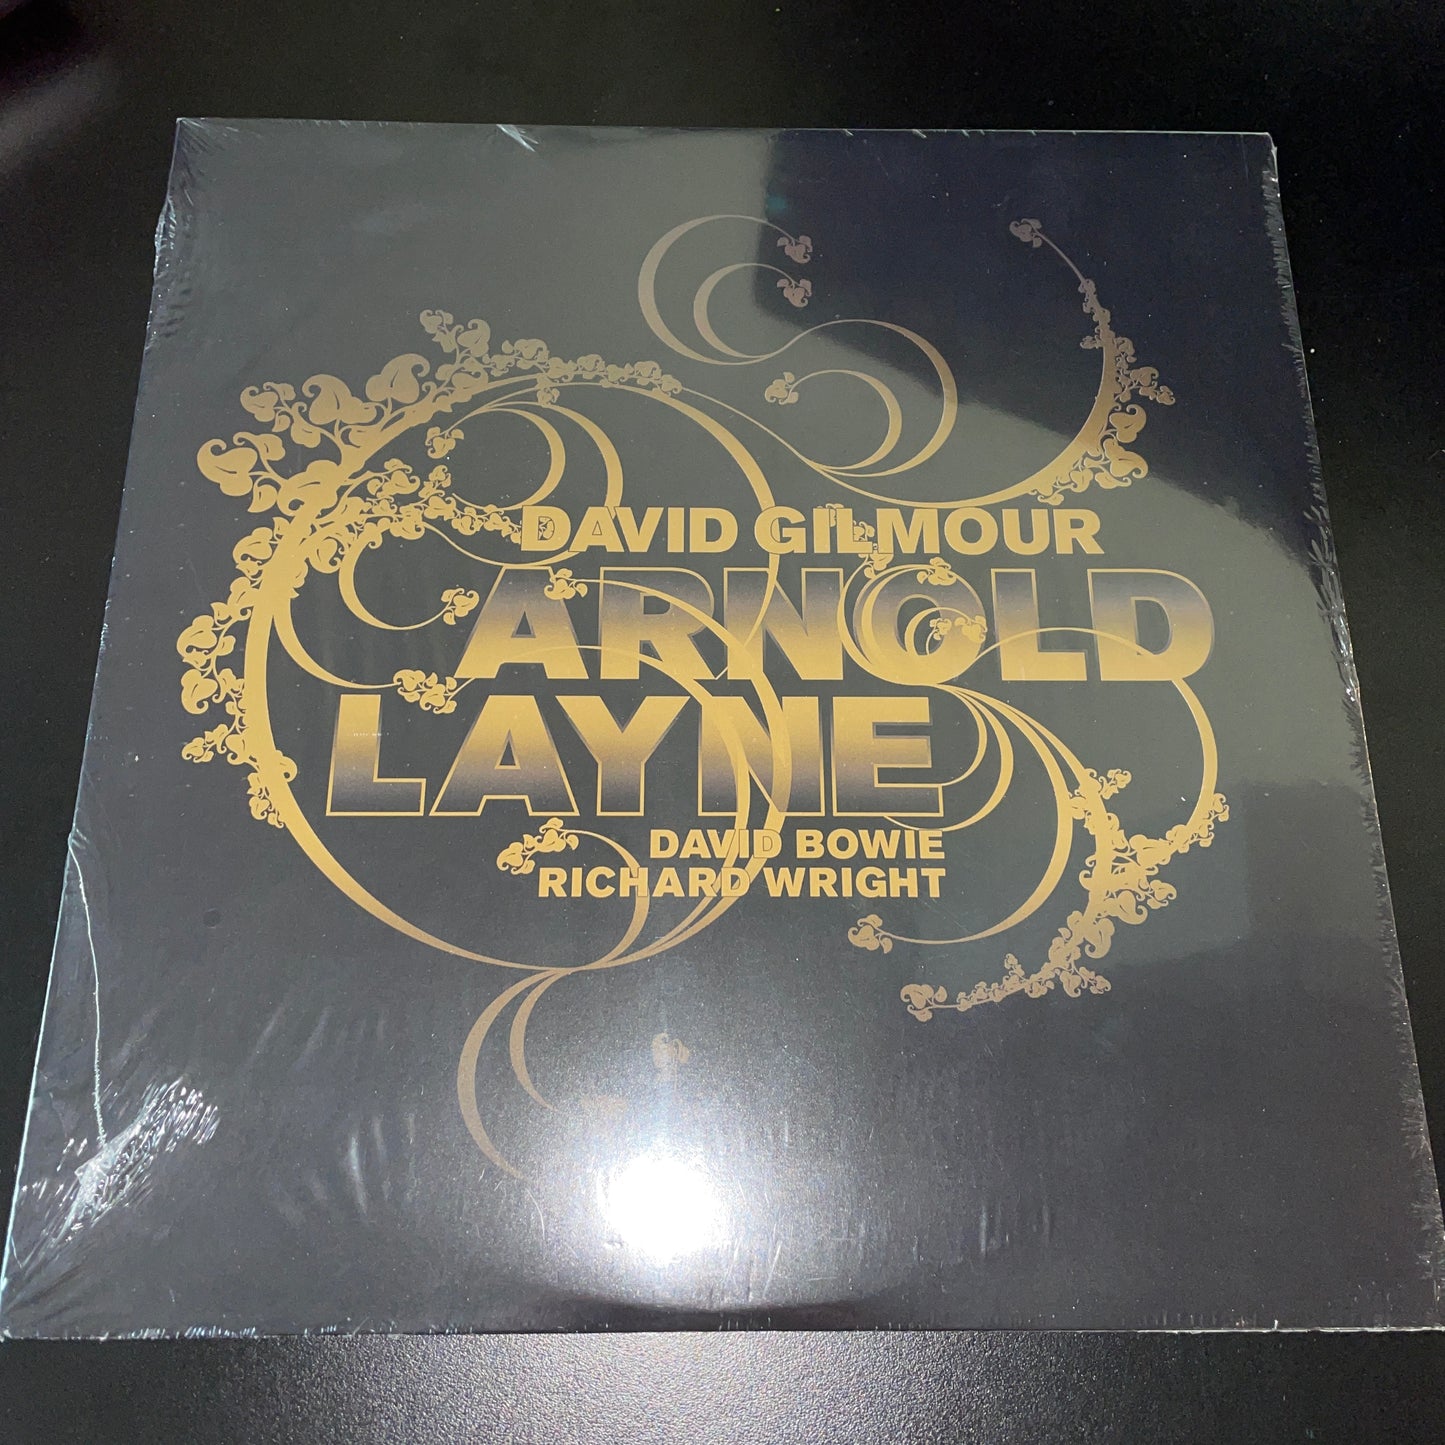 DAVID GILMOUR
ARNOLD
LAYNE
DAVID BOWIE
RICHARD WRIGHT